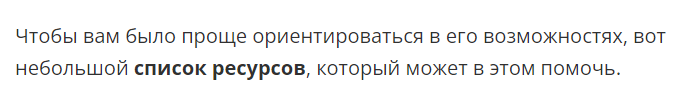 Чтобы вам было проще ориентироваться в его возможностях, вот
небольшой список ресурсов, который может в этом помочь.